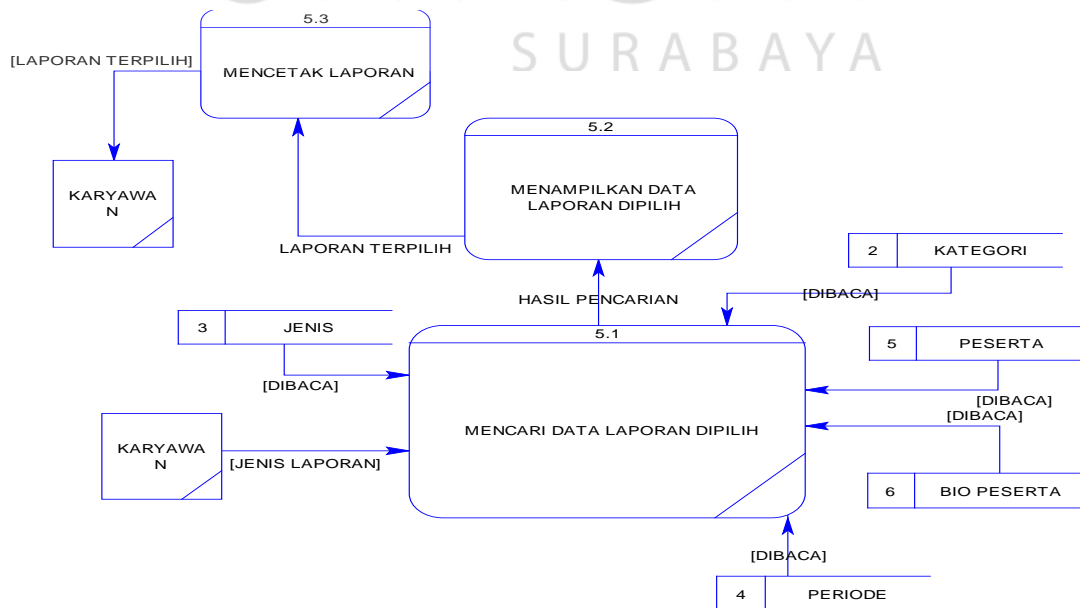 SURABAYA
5.3
[LAPORAN TERPILIH]
MENCETAK LAPORAN
5.2
KARYAWA
N
MENAMPILKAN DATA
LAPORAN DIPILIH
LAPORAN TERPILIH
2 KATEGORI
HASIL PENCARIAN
[DIBACA]
3 JENIS
5.1
5 PESERTA
[DIBACA]
[DIBACA]
[DIBACA]
KARYAWA
N
MENCARI DATA LAPORAN DIPILIH
[JENIS LAPORAN]
6 BIO PESERTA
[DIBACA]
4 PERIODE